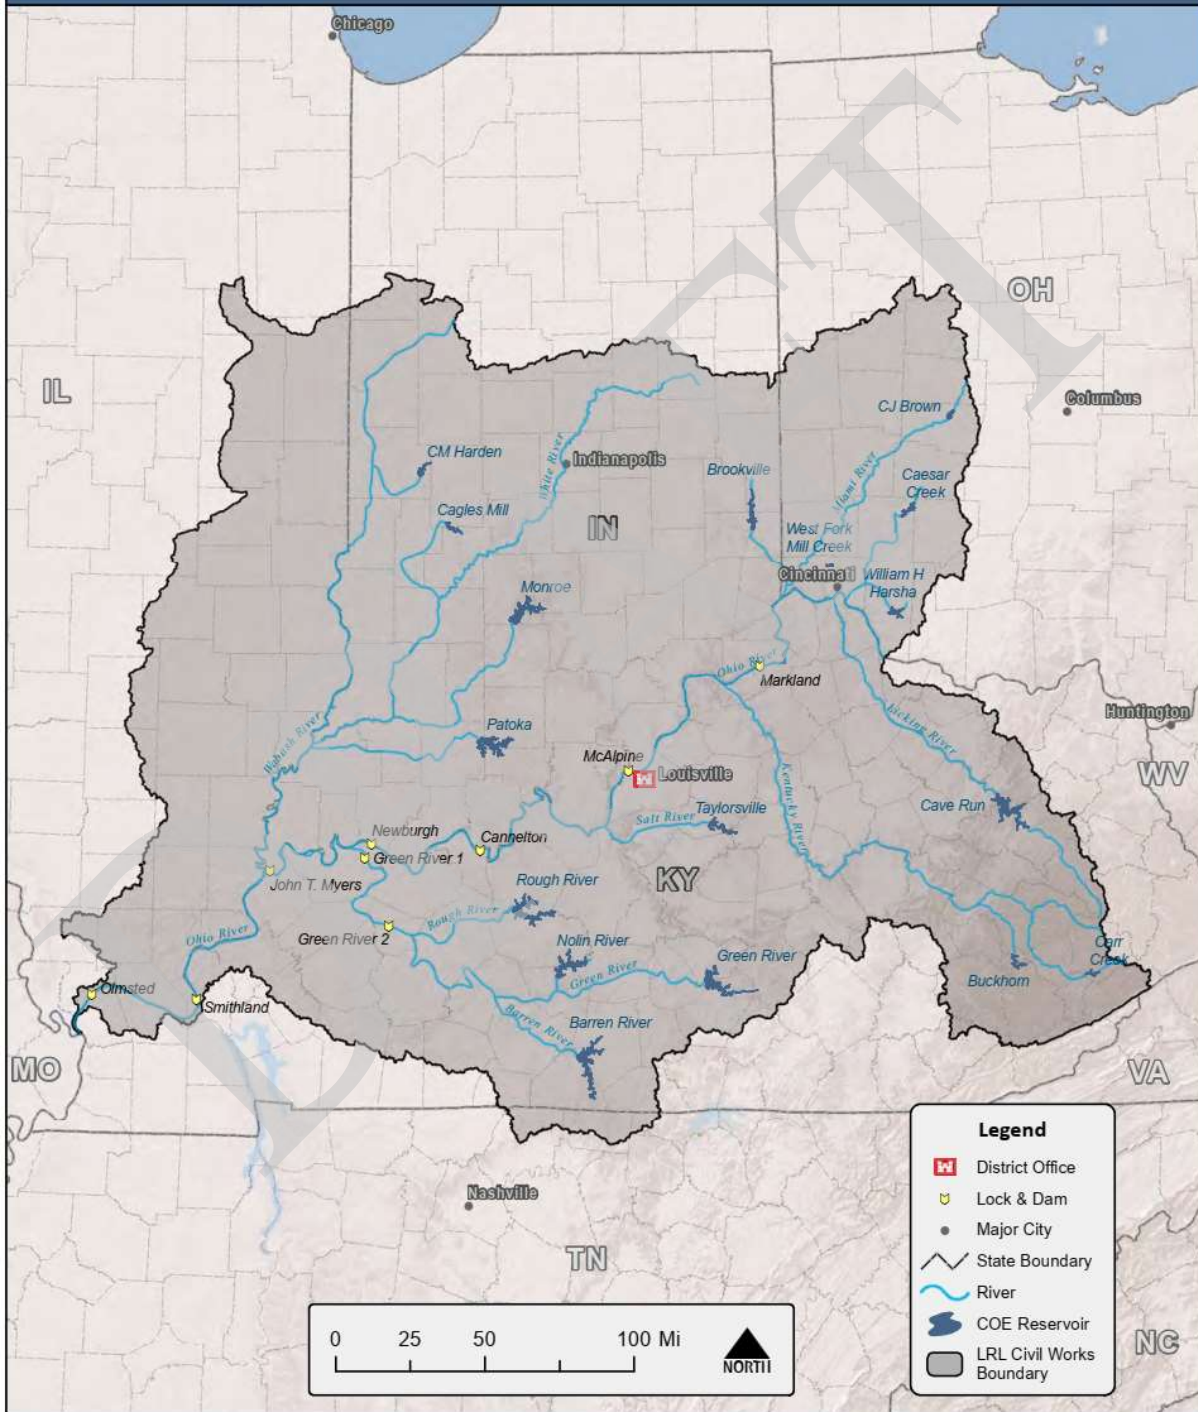 Chicago
OH
IL
Columbus
CJ Brown
CM Harden
White River
Indianapolis
Brookville
Miami River
Caesar
Creek
Cagles Mill
IN
West Fork
Mill Creek
Cincinnati
William H
Harsha
Monroe
Ohio River
Markland
Licking River
Huntington
Patoka
Wabash River
McAlpine
Louisville
WV
Kentucky River
Cave Run
Taylorsville
Salt River
Newburgh
Cannelton
Green River 1
John T. Myers
KY
Rough River
Rough River
Ohio River
Green River 2
Nolin River
Green River
Green River
Carr
Creek
Buckhorn
Olmsted
Smithland
Barren River
Barren River
MO
VA
Nashville
TN
NC
Legend
District Office
Lock & Dam
Major City
State Boundary
River
COE Reservoir
LRL Civil Works
Boundary
0 25 50 100 Mi
NORTH
DRAFT